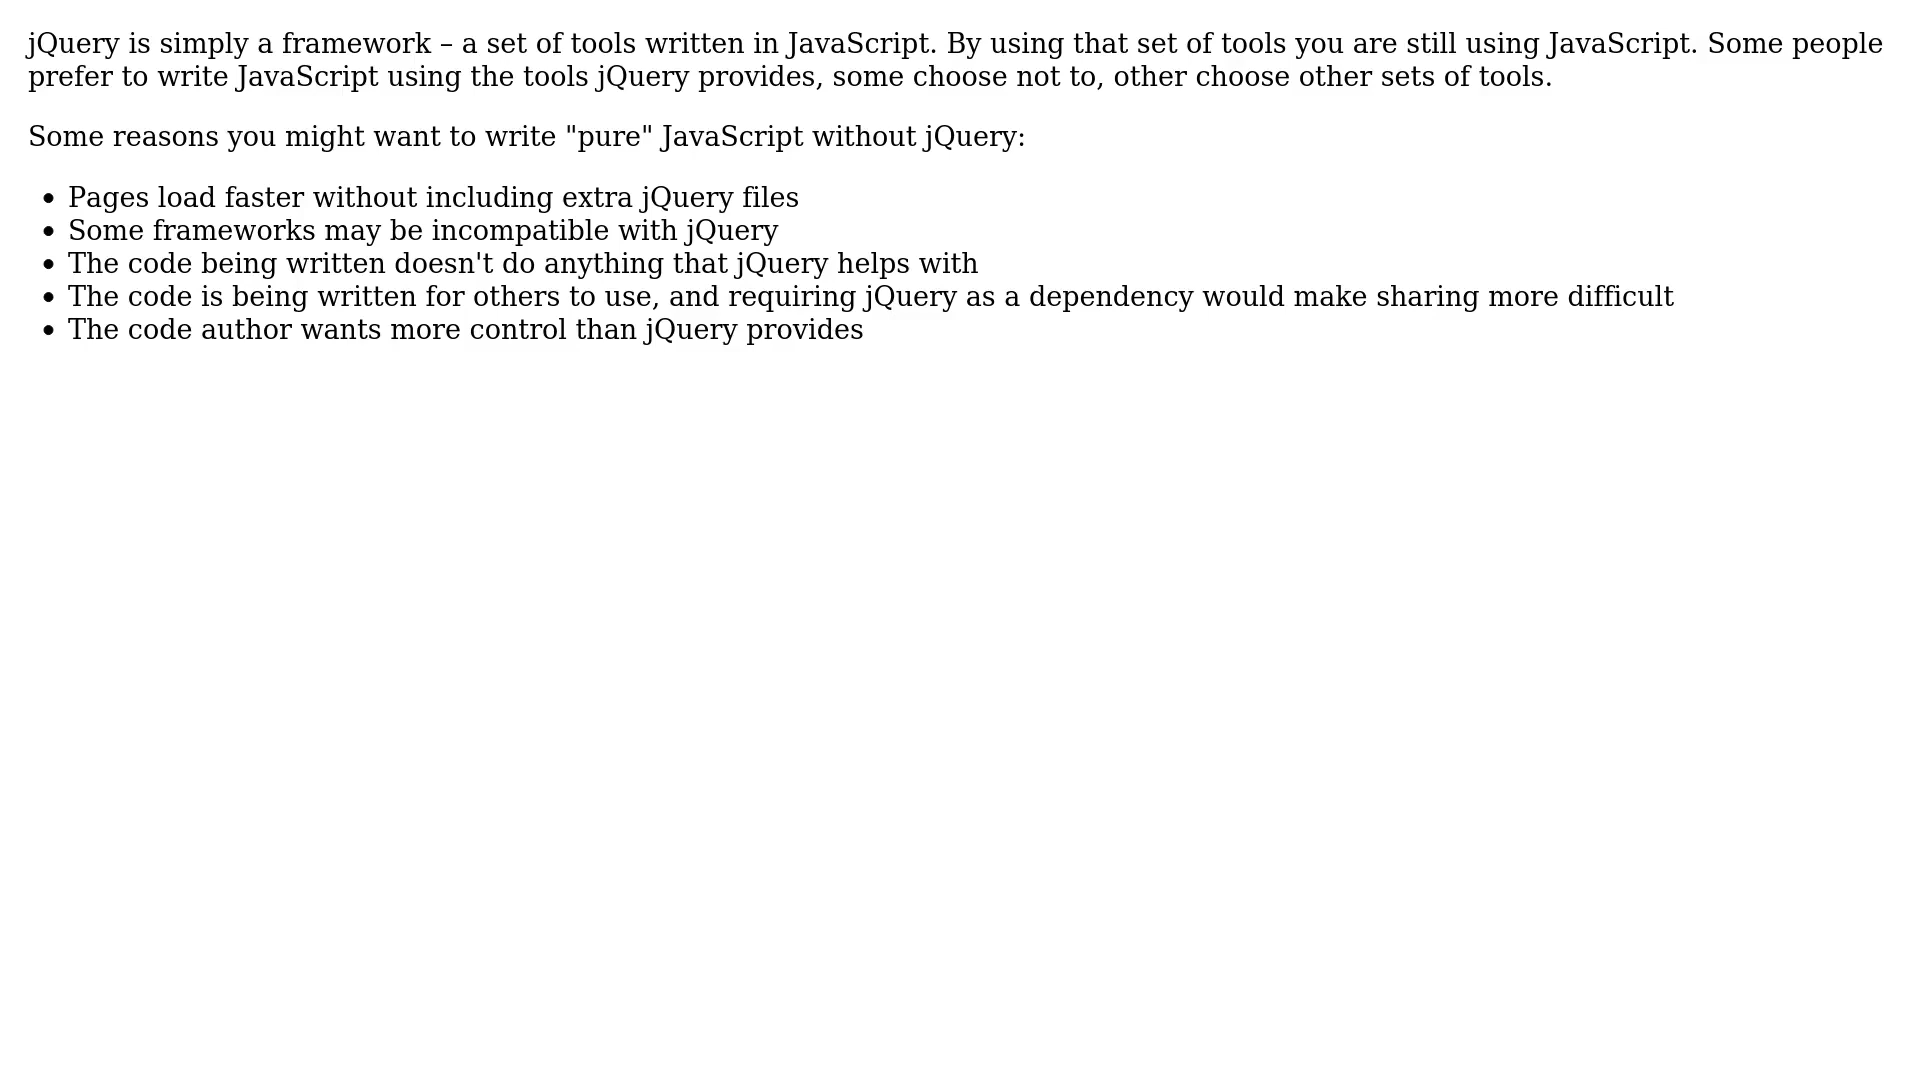 jQuery is simply a framework – a set of tools written in JavaScript. By using that set of tools you are still using JavaScript. Some people
prefer to write JavaScript using the tools jQuery provides, some choose not to, other choose other sets of tools.
Some reasons you might want to write "pure" JavaScript without jQuery:
• Pages load faster without including extra jQuery files
• Some frameworks may be incompatible with jQuery
• The code being written doesn't do anything that jQuery helps with
• The code is being written for others to use, and requiring jQuery as a dependency would make sharing more difficult
• The code author wants more control than jQuery provides